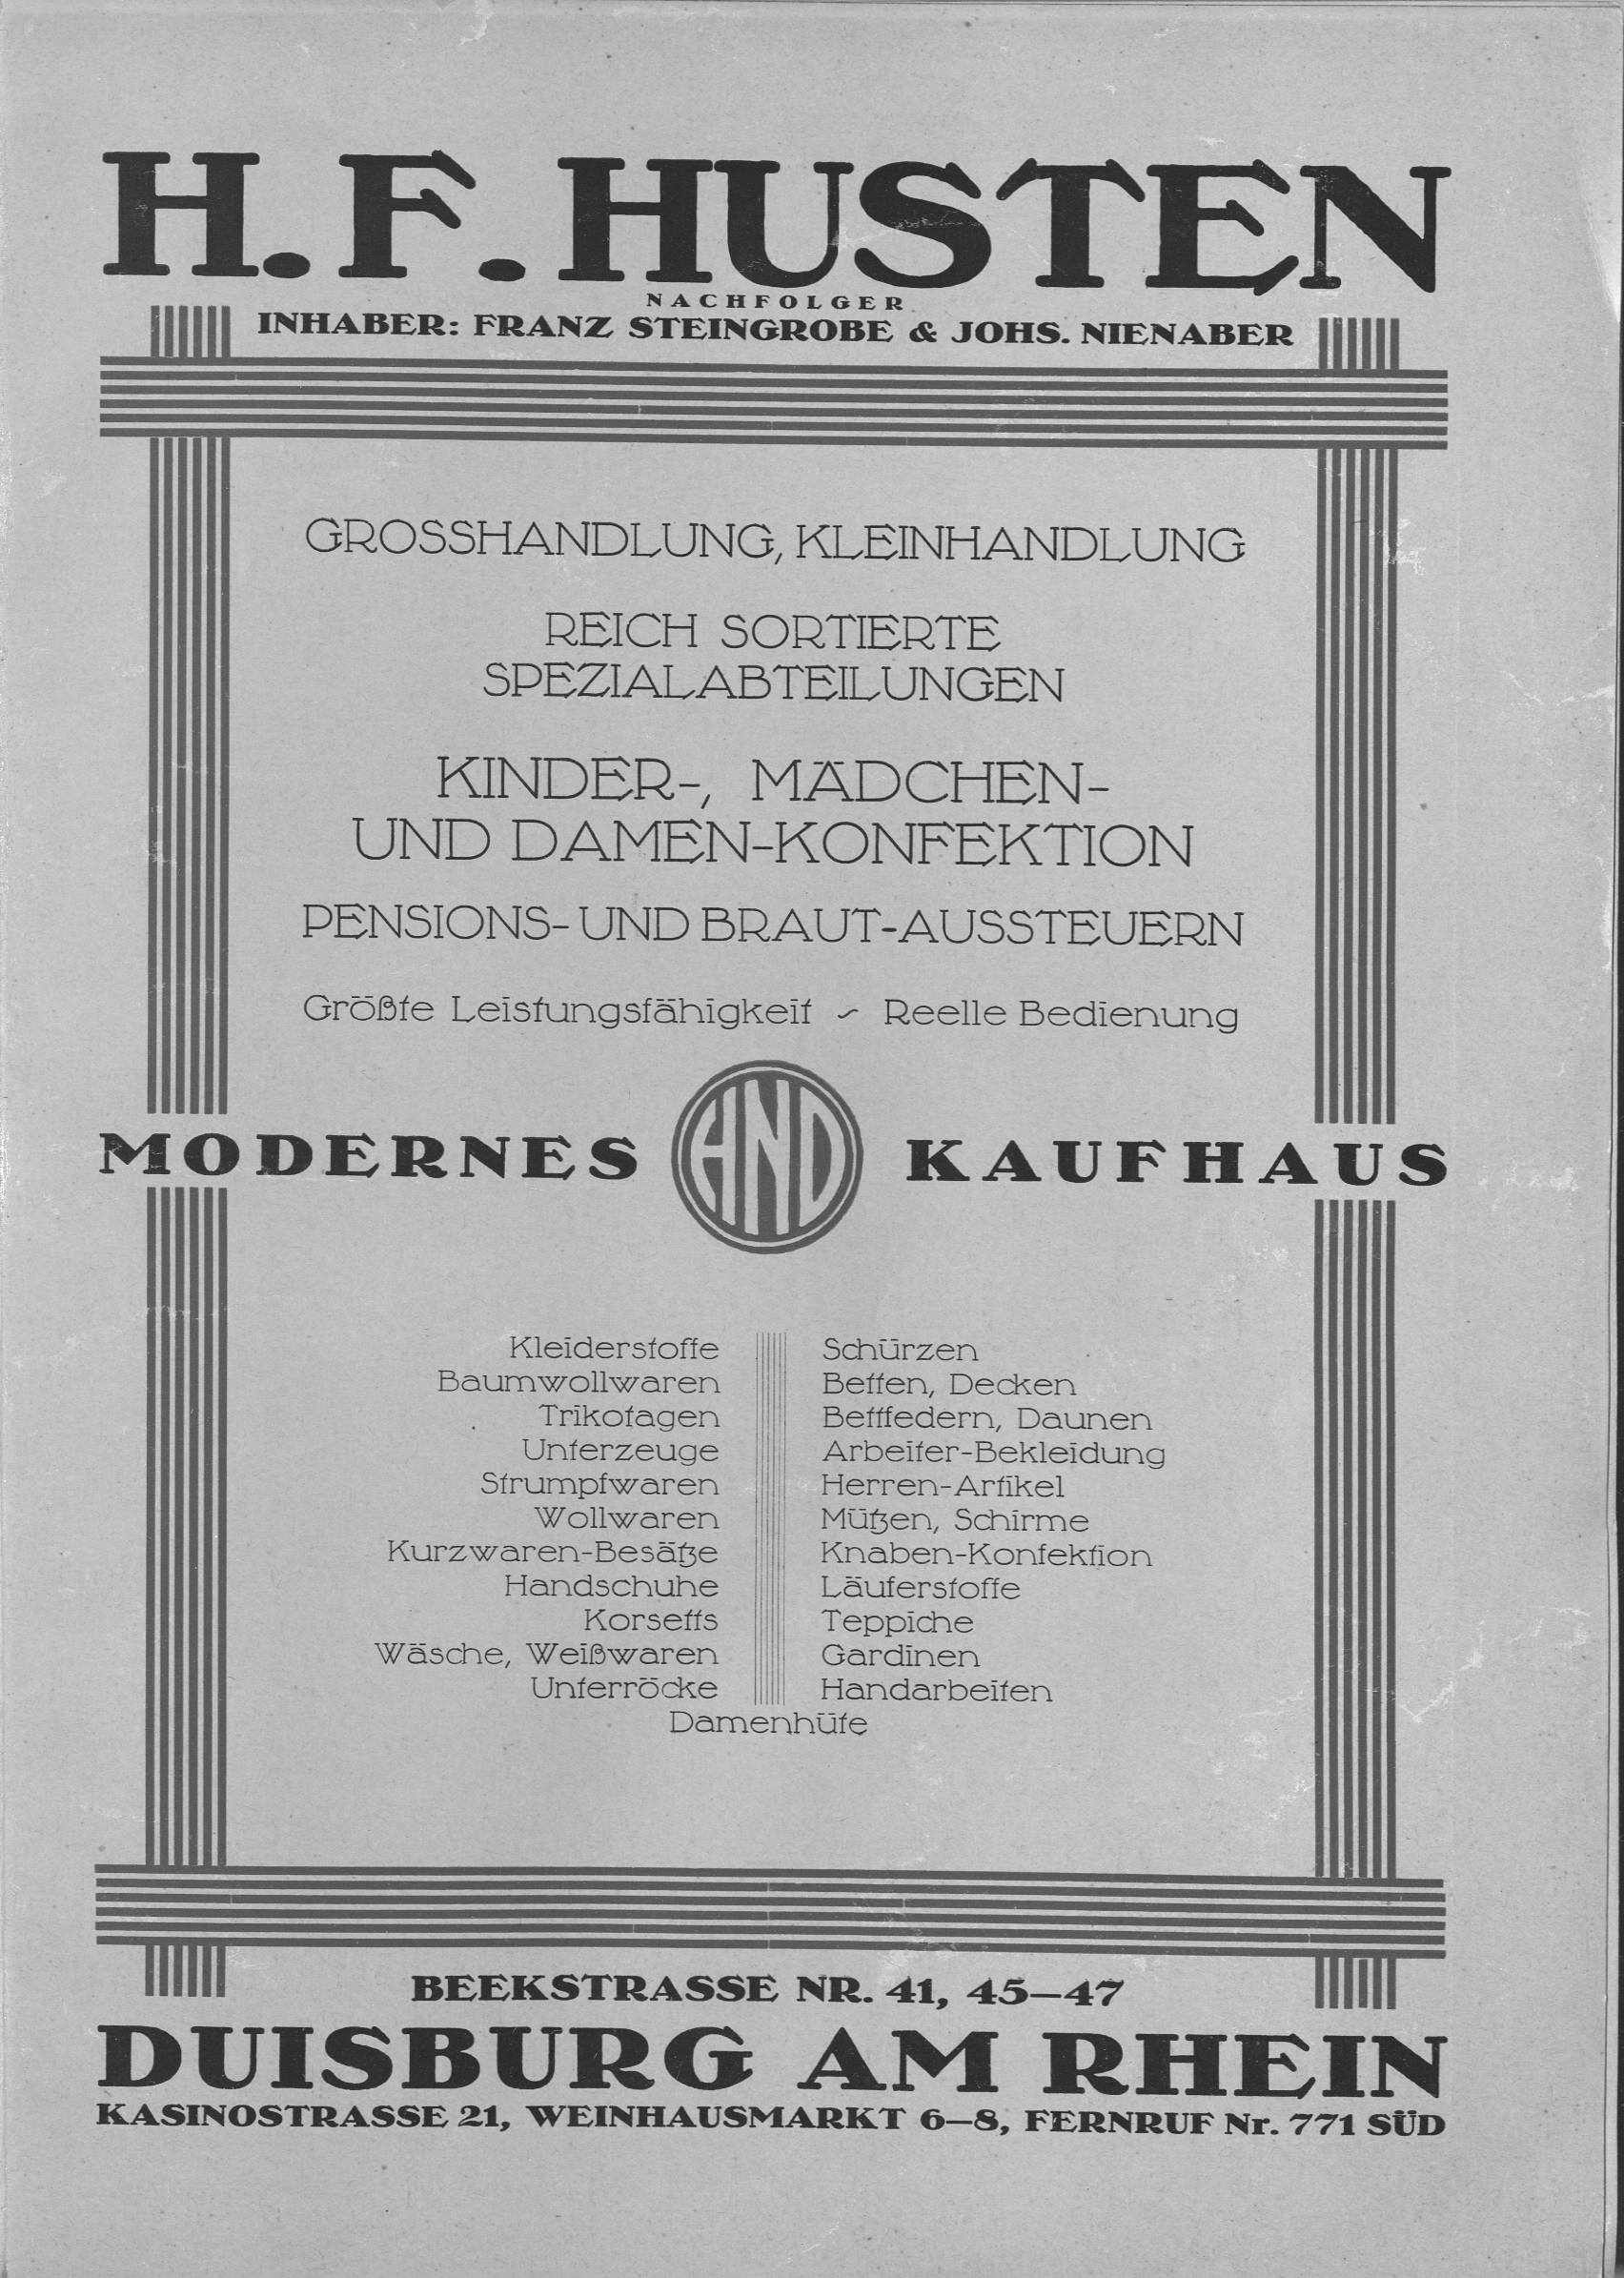 H. F. HUSTEN
NACHFOLGER
INHABER: FRANZ STEINGROBE & JOHS. NIENABER
GROSSHANDLUNG, KLEINHANDLUNG
REICH SORTIERTE
SPEZIALABTEILUNGEN
KINDER-, MÄDCHEN-
UND DAMEN-KONFEKTION
PENSIONS- UND BRAUT-AUSSTEUERN
Größte Leistungsfähigkeit ~ Reelle Bedienung
MODERNES HND KAUFHAUS
Kleiderstoffe
Baumwollwaren
Trikotagen
Unterzeuge
Strumpfwaren
Wollwaren
Kurzwaren-Besätze
Handschuhe
Korsetts
Wäsche, Weißwaren
Unterröcke
Schürzen
Betten, Decken
Bettfedern, Daunen
Arbeiter-Bekleidung
Herren-Artikel
Mützen, Schirme
Knaben-Konfektion
Läuferstoffe
Teppiche
Gardinen
Handarbeiten
Damenhüte
BEEKSTRASSE NR. 41, 45–47
DUISBURG AM RHEIN
KASINOSTRASSE 21, WEINHAUSMARKT 6–8, FERNRUF Nr. 771 SÜD